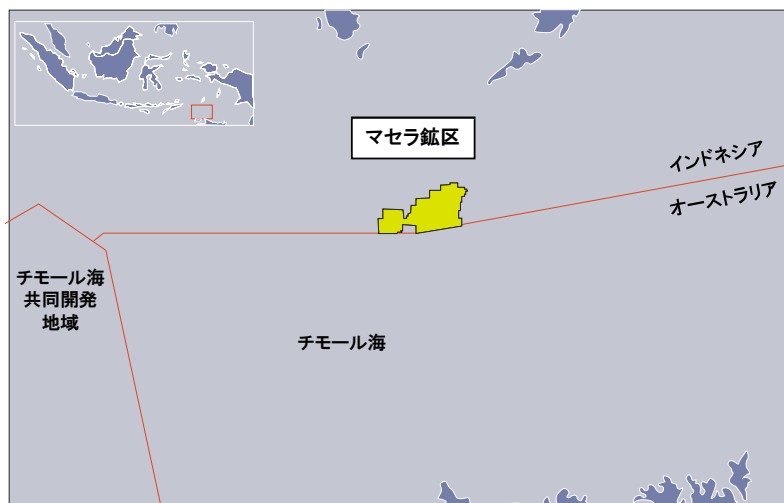 マセラ鉱区
インドネシア
オーストラリア
チモール海
共同開発
地域
チモール海